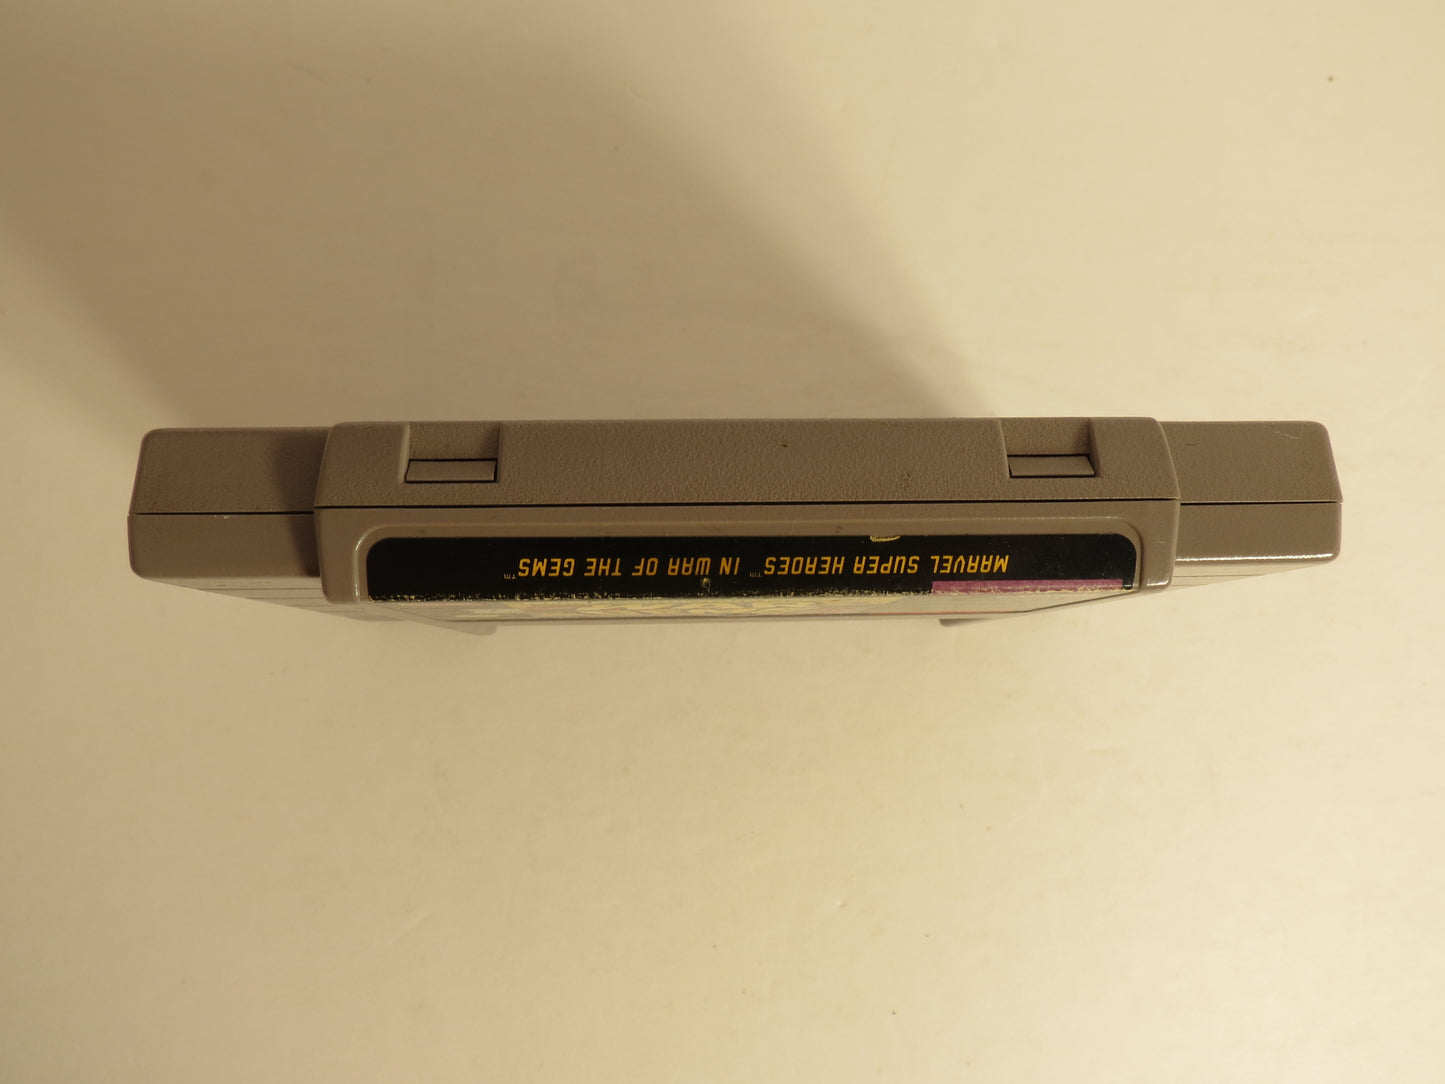 MARVEL SUPER HEROES™ IN WAR OF THE GEMS™